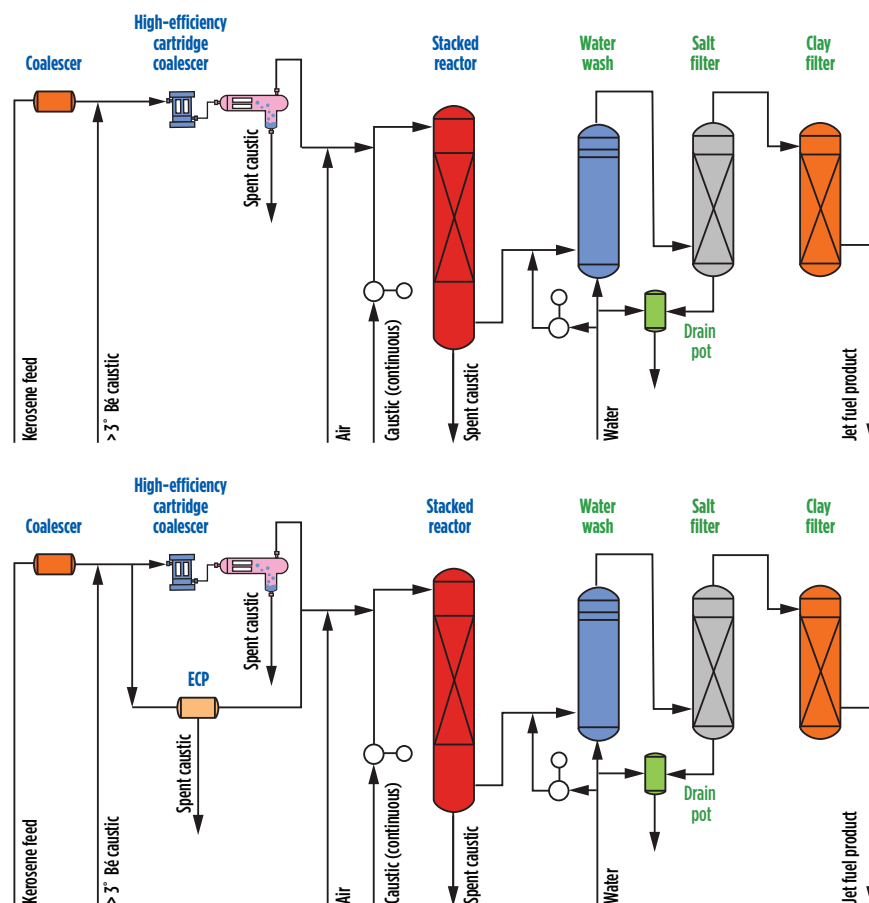 High-efficiency
cartridge
coalescer
Coalescer
Stacked
reactor
Water
wash
Salt
filter
Clay
filter
Spent caustic
Drain
pot
Kerosene feed
>3° Bé caustic
Air
Caustic (continuous)
Spent caustic
Water
Jet fuel product
High-efficiency
cartridge
coalescer
Coalescer
Stacked
reactor
Water
wash
Salt
filter
Clay
filter
Spent caustic
ECP
Spent caustic
Drain
pot
Kerosene feed
>3° Bé caustic
Air
Caustic (continuous)
Spent caustic
Water
Jet fuel product